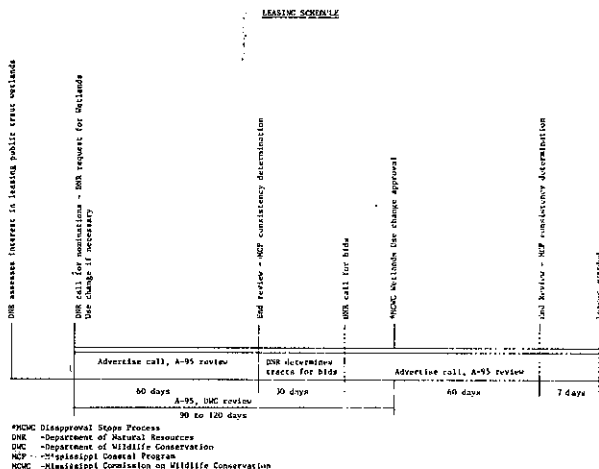 LEASING SCHEDULE
DNR assesses interest in leasing public trust wetlands
DNR call for nominations - DNR request for Wetlands
Use change if necessary
End review - MCP consistency determination
DNR call for bids
*MCWC Wetlands Use change approval
End Review - MCP consistency determination
Leases awarded
Advertise call, A-95 review
DNR determines
tracts for bids
Advertise call, A-95 review
60 days
30 days
60 days
7 days
A-95, DWC review
90 to 120 days
*MCWC Disapproval Stops Process
DNR -Department of Natural Resources
DWC -Department of Wildlife Conservation
MCP -Mississippi Coastal Program
MCWC -Mississippi Commission on Wildlife Conservation